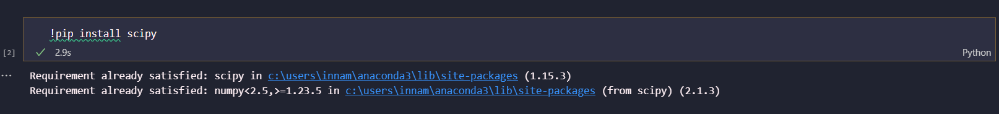 !pip install scipy
[2]
2.9s
Python
Requirement already satisfied: scipy in c:\users\innam\anaconda3\lib\site-packages (1.15.3)
Requirement already satisfied: numpy<2.5,>=1.23.5 in c:\users\innam\anaconda3\lib\site-packages (from scipy) (2.1.3)